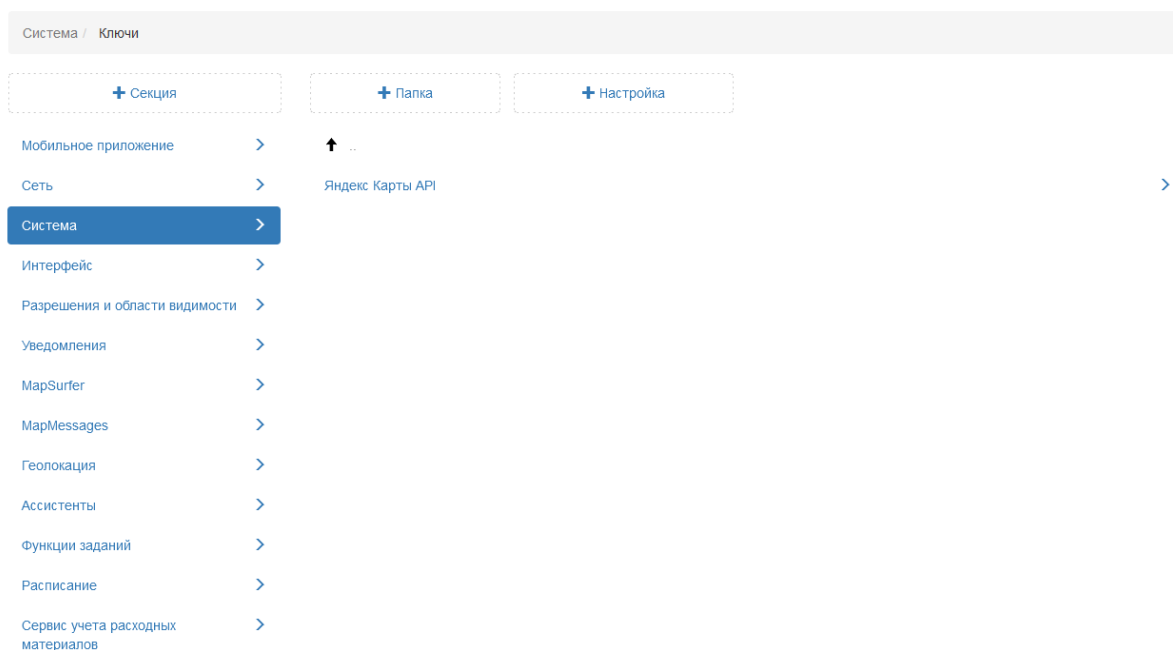 Система / Ключи
+ Секция
+ Папка
+ Настройка
Мобильное приложение
Сеть
Система
Интерфейс
Разрешения и области видимости
Уведомления
MapSurfer
MapMessages
Геолокация
Ассистенты
Функции заданий
Расписание
Сервис учета расходных
материалов
..
Яндекс Карты API